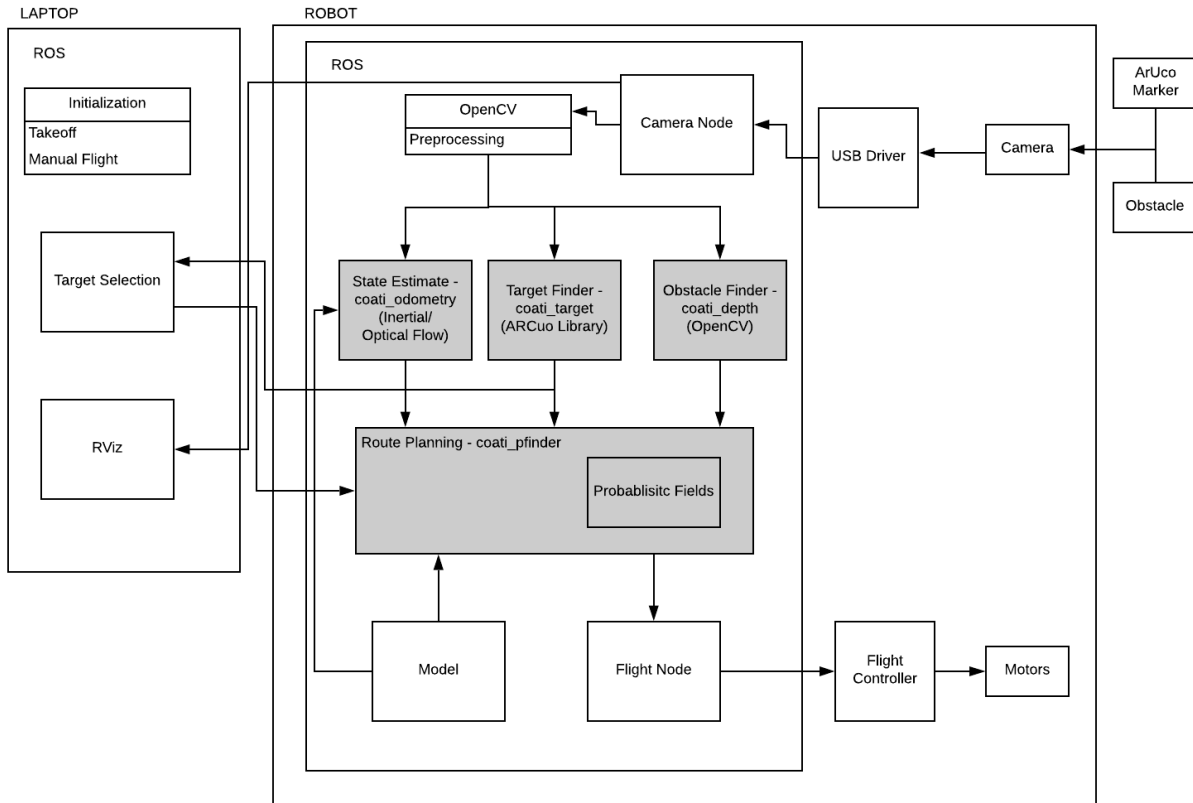 LAPTOP
ROS
Initialization
Takeoff
Manual Flight
Target Selection
RViz
ROBOT
ROS
OpenCV
Preprocessing
Camera Node
USB Driver
Camera
ArUco
Marker
Obstacle
State Estimate -
coati_odometry
(Inertial/
Optical Flow)
Target Finder -
coati_target
(ARCuo Library)
Obstacle Finder -
coati_depth
(OpenCV)
Route Planning - coati_pfinder
Probablisitc Fields
Model
Flight Node
Flight
Controller
Motors